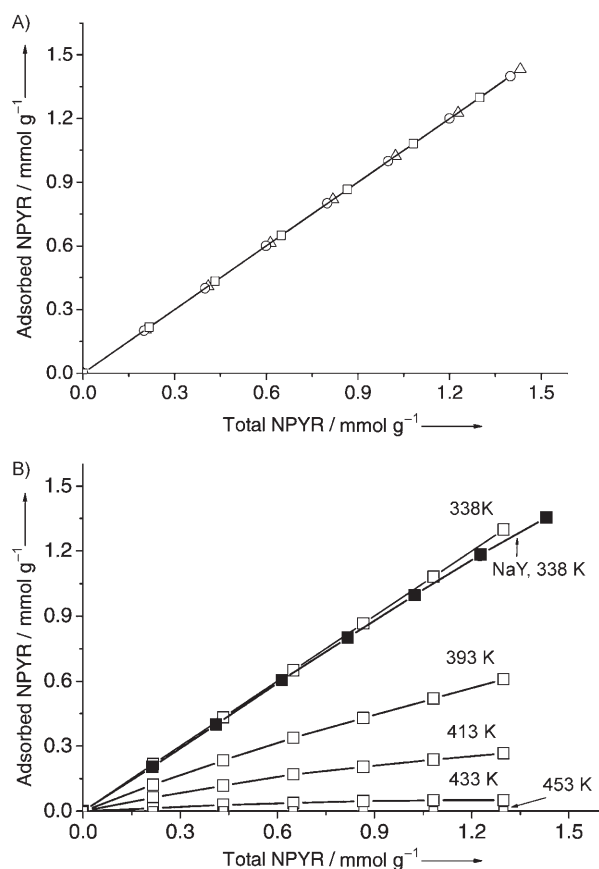 A)
Adsorbed NPYR / mmol g⁻¹
1.5
1.2
0.9
0.6
0.3
0.0
0.0 0.3 0.6 0.9 1.2 1.5
Total NPYR / mmol g⁻¹
B)
Adsorbed NPYR / mmol g⁻¹
1.5
1.2
0.9
0.6
0.3
0.0
338K
NaY, 338 K
393 K
413 K
433 K
453 K
0.0 0.3 0.6 0.9 1.2 1.5
Total NPYR / mmol g⁻¹